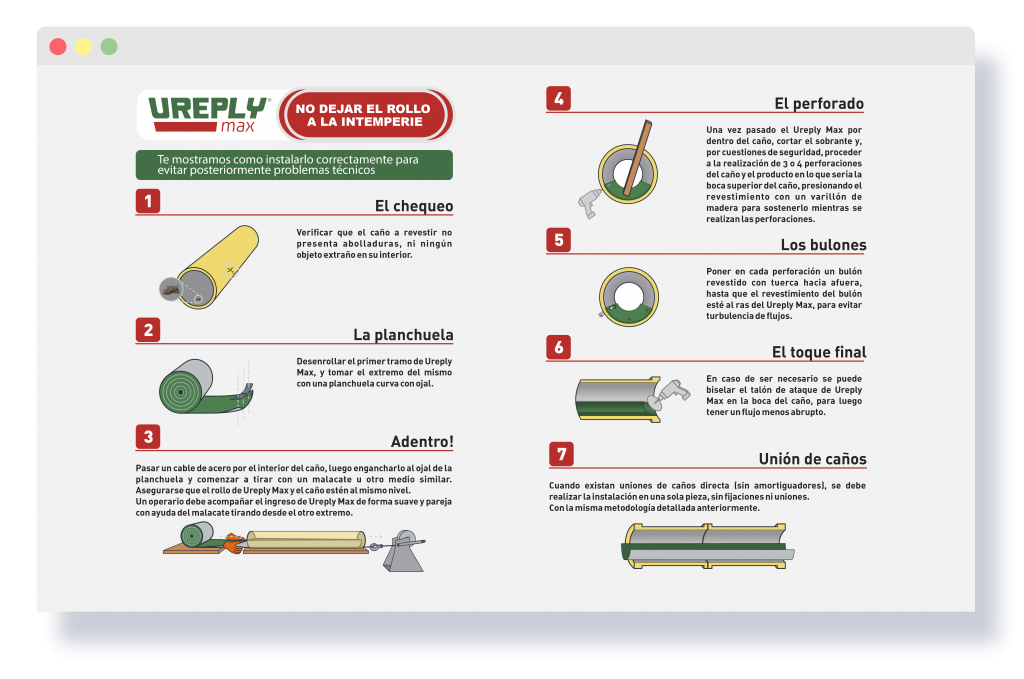 UREPLY®
max
NO DEJAR EL ROLLO
A LA INTEMPERIE
Te mostramos como instalarlo correctamente para
evitar posteriormente problemas técnicos
1
El chequeo
Verificar que el caño a revestir no
presenta abolladuras, ni ningún
objeto extraño en su interior.
2
La planchuela
Desenrollar el primer tramo de Ureply
Max, y tomar el extremo del mismo
con una planchuela curva con ojal.
3
Adentro!
Pasar un cable de acero por el interior del caño, luego engancharlo al ojal de la
planchuela y comenzar a tirar con un malacate u otro medio similar.
Asegurarse que el rollo de Ureply Max y el caño estén al mismo nivel.
Un operario debe acompañar el ingreso de Ureply Max de forma suave y pareja
con ayuda del malacate tirando desde el otro extremo.
4
El perforado
Una vez pasado el Ureply Max por
dentro del caño, cortar el sobrante y,
por cuestiones de seguridad, proceder
a la realización de 3 o 4 perforaciones
del caño y el producto en lo que sería la
boca superior del caño, presionando el
revestimiento con un varillón de
madera para sostenerlo mientras se
realizan las perforaciones.
5
Los bulones
Poner en cada perforación un bulón
revestido con tuerca hacia afuera,
hasta que el revestimiento del bulón
esté al ras del Ureply Max, para evitar
turbulencia de flujos.
6
El toque final
En caso de ser necesario se puede
biselar el talón de ataque de Ureply
Max en la boca del caño, para luego
tener un flujo menos abrupto.
7
Unión de caños
Cuando existan uniones de caños directa (sin amortiguadores), se debe
realizar la instalación en una sola pieza, sin fijaciones ni uniones.
Con la misma metodología detallada anteriormente.